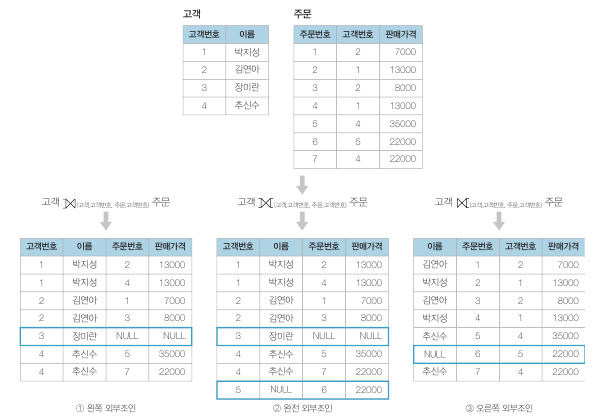 고객
고객번호 이름
1 박지성
2 김연아
3 장미란
4 추신수
주문
주문번호 고객번호 판매가격
1 2 7000
2 1 13000
3 2 8000
4 1 13000
5 4 35000
6 5 22000
7 4 22000
고객 ⟕(고객.고객번호, 주문.고객번호) 주문
고객번호 이름 주문번호 판매가격
1 박지성 2 13000
1 박지성 4 13000
2 김연아 1 7000
2 김연아 3 8000
3 장미란 NULL NULL
4 추신수 5 35000
4 추신수 7 22000
① 왼쪽 외부조인
고객 ⟗(고객.고객번호, 주문.고객번호) 주문
고객번호 이름 주문번호 판매가격
1 박지성 2 13000
1 박지성 4 13000
2 김연아 1 7000
2 김연아 3 8000
3 장미란 NULL NULL
4 추신수 5 35000
4 추신수 7 22000
5 NULL 6 22000
② 완전 외부조인
고객 ⟖(고객.고객번호, 주문.고객번호) 주문
이름 주문번호 고객번호 판매가격
김연아 1 2 7000
박지성 2 1 13000
김연아 3 2 8000
박지성 4 1 13000
추신수 5 4 35000
NULL 6 5 22000
추신수 7 4 22000
③ 오른쪽 외부조인